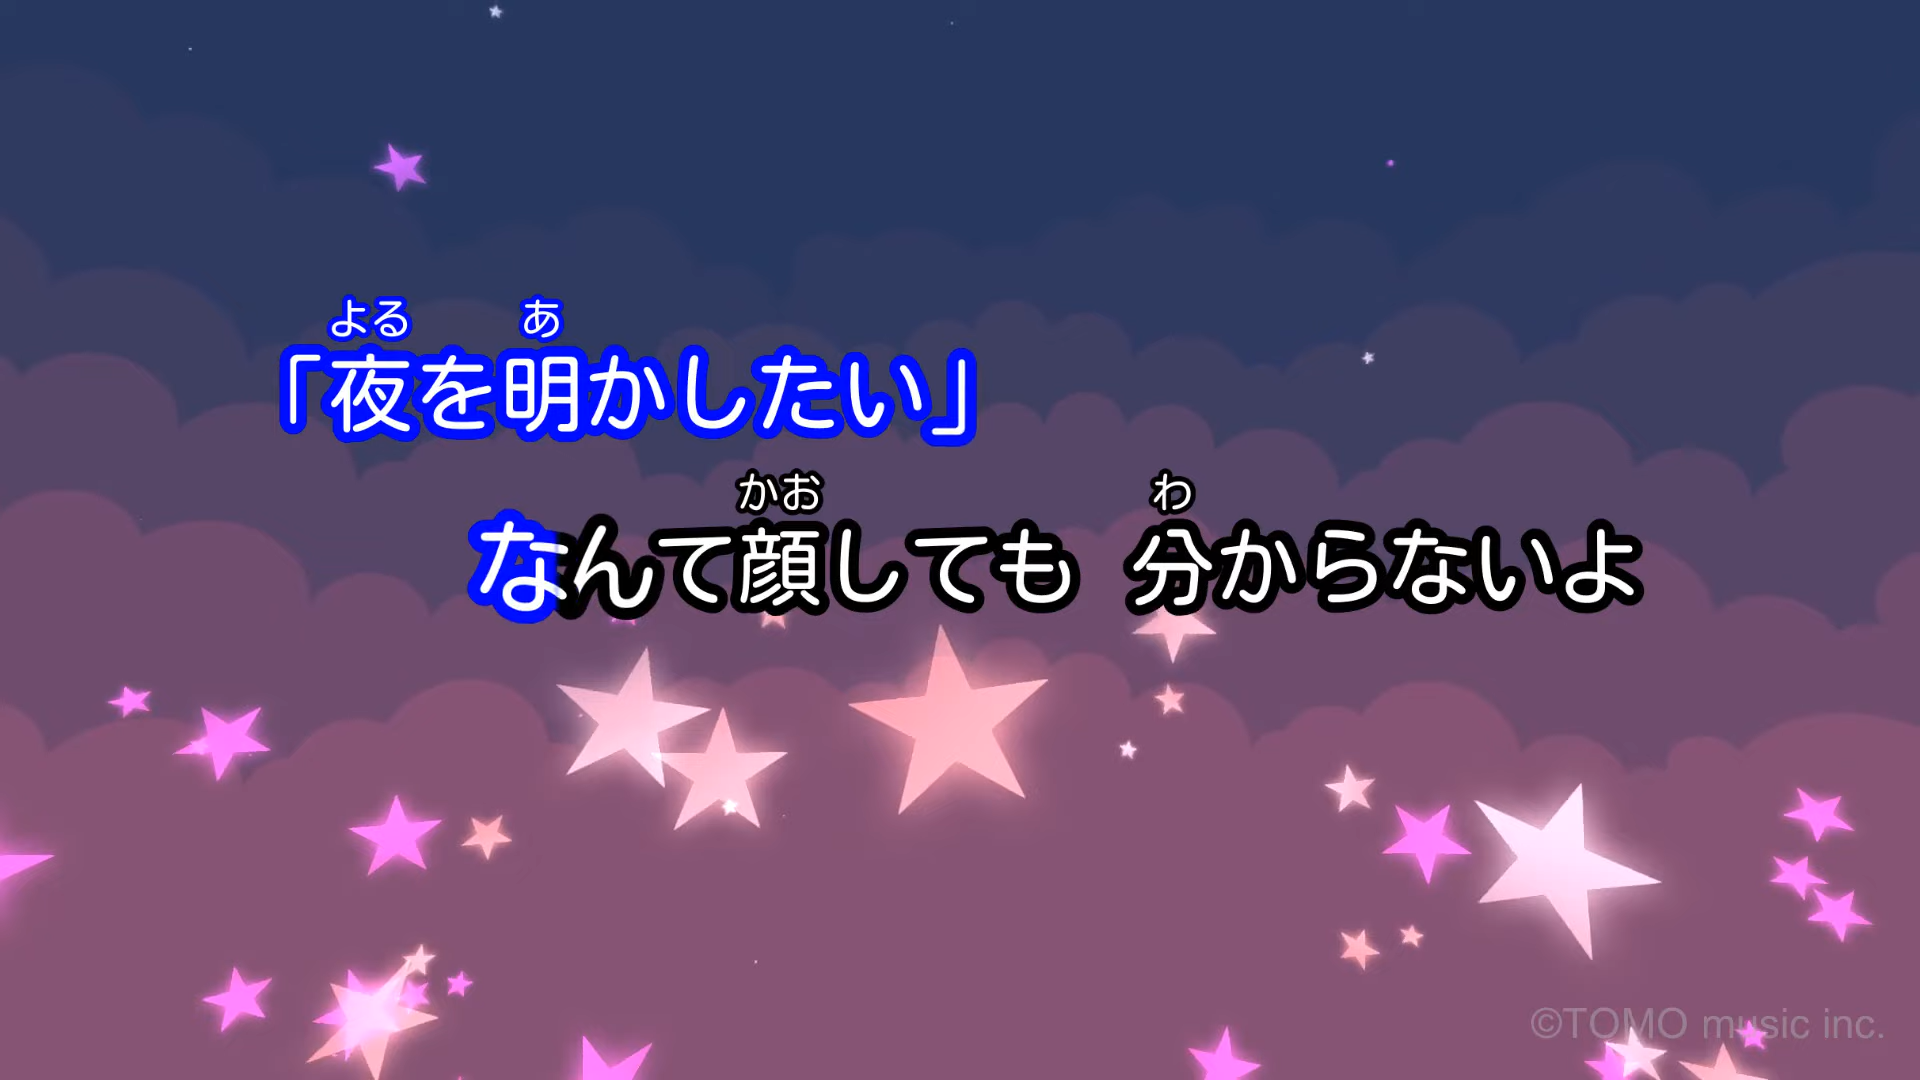 よる あ
「夜を明かしたい」
かお わ
なんて顔しても 分からないよ
©TOMO music inc.